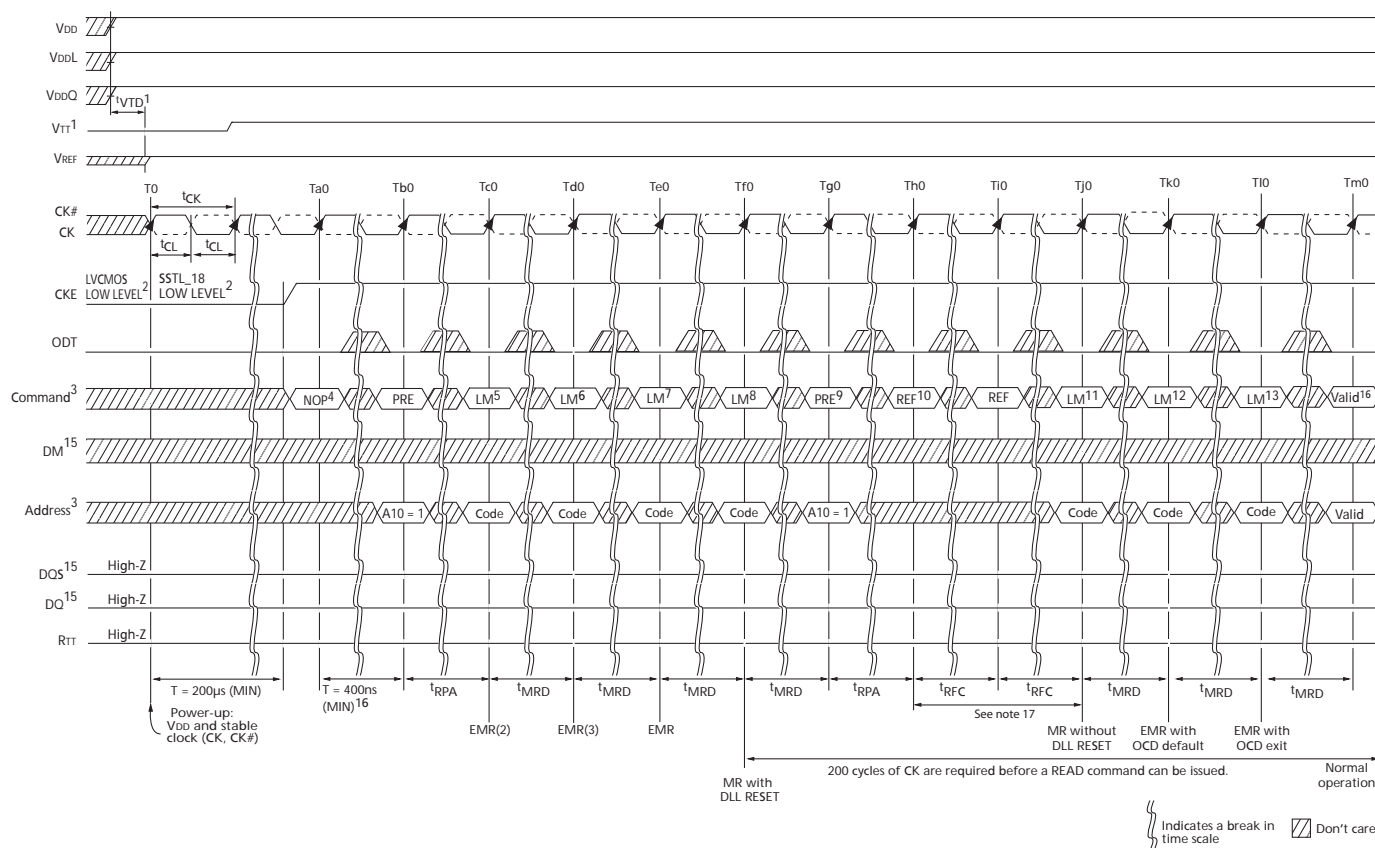 VDD
VDDL
VDDQ
tVTD1
VTT1
VREF
T0 Ta0 Tb0 Tc0 Td0 Te0 Tf0 Tg0 Th0 Ti0 Tj0 Tk0 Tl0 Tm0
tCK
CK#
CK
tCL tCL
LVCMOS SSTL_18
CKE LOW LEVEL2 LOW LEVEL2
ODT
Command3 NOP4 PRE LM5 LM6 LM7 LM8 PRE9 REF10 REF LM11 LM12 LM13 Valid16
DM15
Address3 A10 = 1 Code Code Code Code A10 = 1 Code Code Code Valid
DQS15 High-Z
DQ15 High-Z
RTT High-Z
T = 200μs (MIN) T = 400ns (MIN)16 tRPA tMRD tMRD tMRD tMRD tRPA tRFC tRFC tMRD tMRD tMRD
See note 17
Power-up:
VDD and stable
clock (CK, CK#)
EMR(2) EMR(3) EMR
MR without
DLL RESET
EMR with
OCD default
EMR with
OCD exit
200 cycles of CK are required before a READ command can be issued.
Normal
operation
MR with
DLL RESET
Indicates a break in
time scale
Don't care